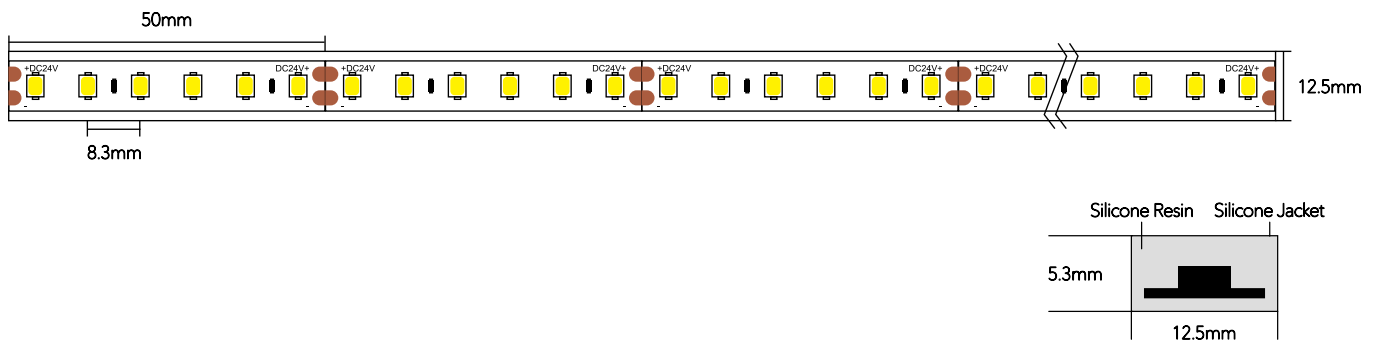 50mm
+DC24V DC24V+ +DC24V DC24V+ +DC24V DC24V+ +DC24V DC24V+
- - - - - - - -
12.5mm
8.3mm
Silicone Resin Silicone Jacket
5.3mm
12.5mm